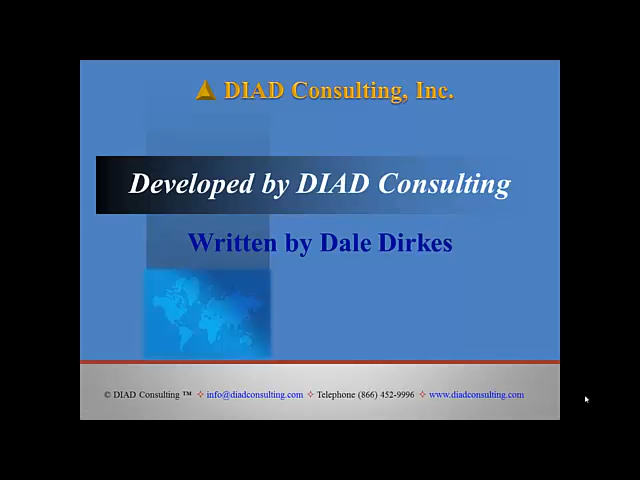 DIAD Consulting, Inc.
Developed by DIAD Consulting
Written by Dale Dirkes
© DIAD Consulting ™ ✧ info@diadconsulting.com ✧ Telephone (866) 452-9996 ✧ www.diadconsulting.com